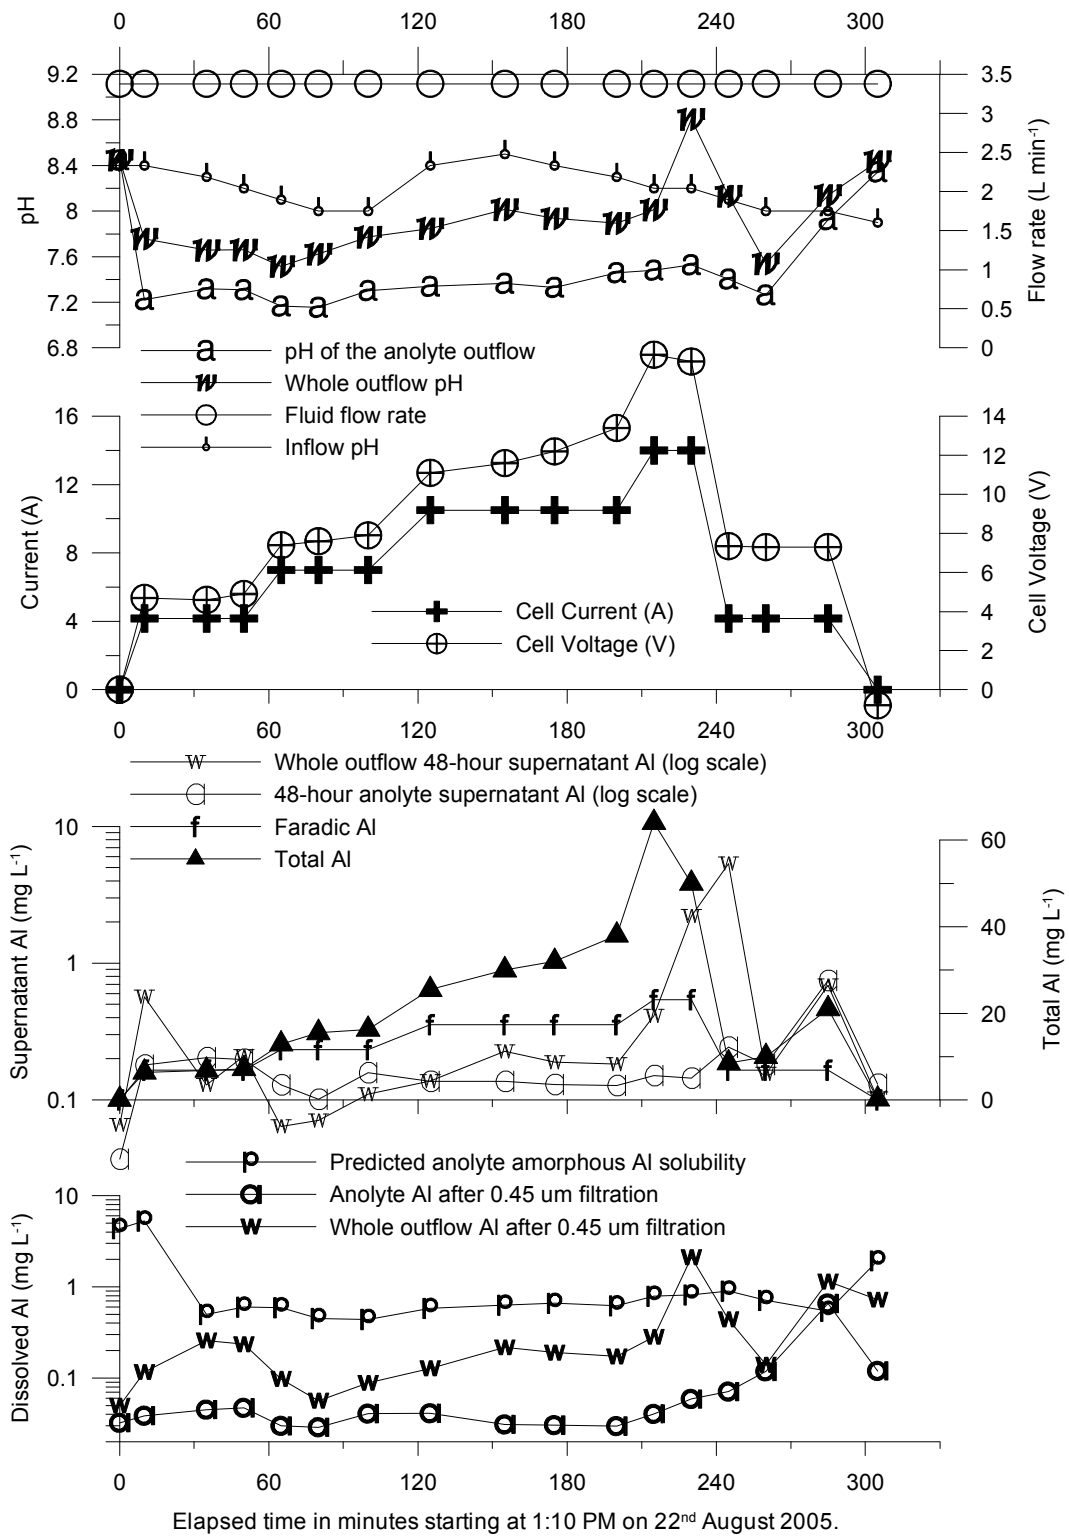 0 60 120 180 240 300
9.2
8.8
8.4
8
7.6
7.2
6.8
pH
3.5
3
2.5
2
1.5
1
0.5
0
Flow rate (L min-1)
pH of the anolyte outflow
Whole outflow pH
Fluid flow rate
Inflow pH
16
12
8
4
0
Current (A)
14
12
10
8
6
4
2
0
Cell Voltage (V)
Cell Current (A)
Cell Voltage (V)
0 60 120 180 240 300
Whole outflow 48-hour supernatant Al (log scale)
48-hour anolyte supernatant Al (log scale)
Faradic Al
Total Al
10
1
0.1
Supernatant Al (mg L-1)
60
40
20
0
Total Al (mg L-1)
Predicted anolyte amorphous Al solubility
Anolyte Al after 0.45 um filtration
Whole outflow Al after 0.45 um filtration
10
1
0.1
Dissolved Al (mg L-1)
0 60 120 180 240 300
Elapsed time in minutes starting at 1:10 PM on 22nd August 2005.